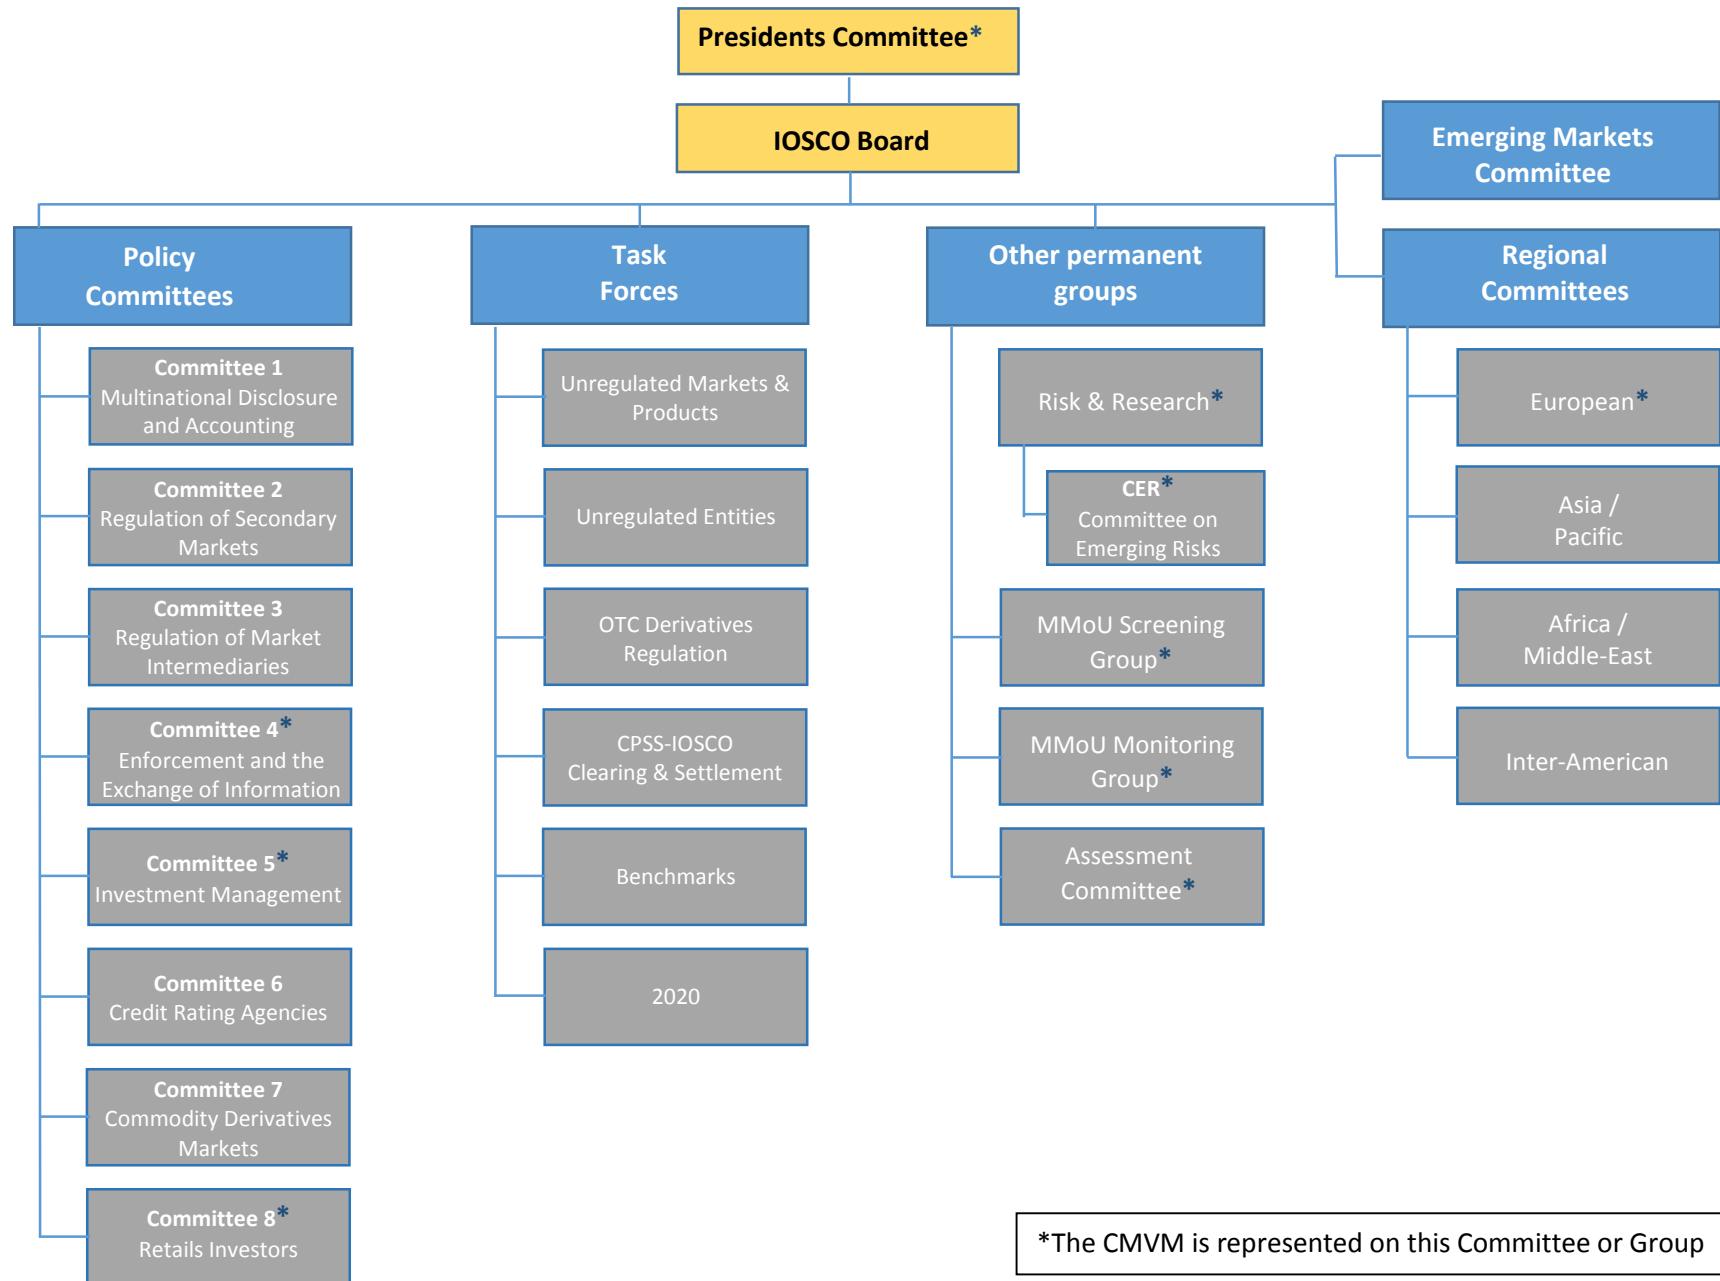 Presidents Committee*
IOSCO Board
Emerging Markets
Committee
Policy
Committees
Committee 1
Multinational Disclosure
and Accounting
Committee 2
Regulation of Secondary
Markets
Committee 3
Regulation of Market
Intermediaries
Committee 4*
Enforcement and the
Exchange of Information
Committee 5*
Investment Management
Committee 6
Credit Rating Agencies
Committee 7
Commodity Derivatives
Markets
Committee 8*
Retails Investors
Task
Forces
Unregulated Markets &
Products
Unregulated Entities
OTC Derivatives
Regulation
CPSS-IOSCO
Clearing & Settlement
Benchmarks
2020
Other permanent
groups
Risk & Research*
CER*
Committee on
Emerging Risks
MMoU Screening
Group*
MMoU Monitoring
Group*
Assessment
Committee*
Regional
Committees
European*
Asia /
Pacific
Africa /
Middle-East
Inter-American
*The CMVM is represented on this Committee or Group